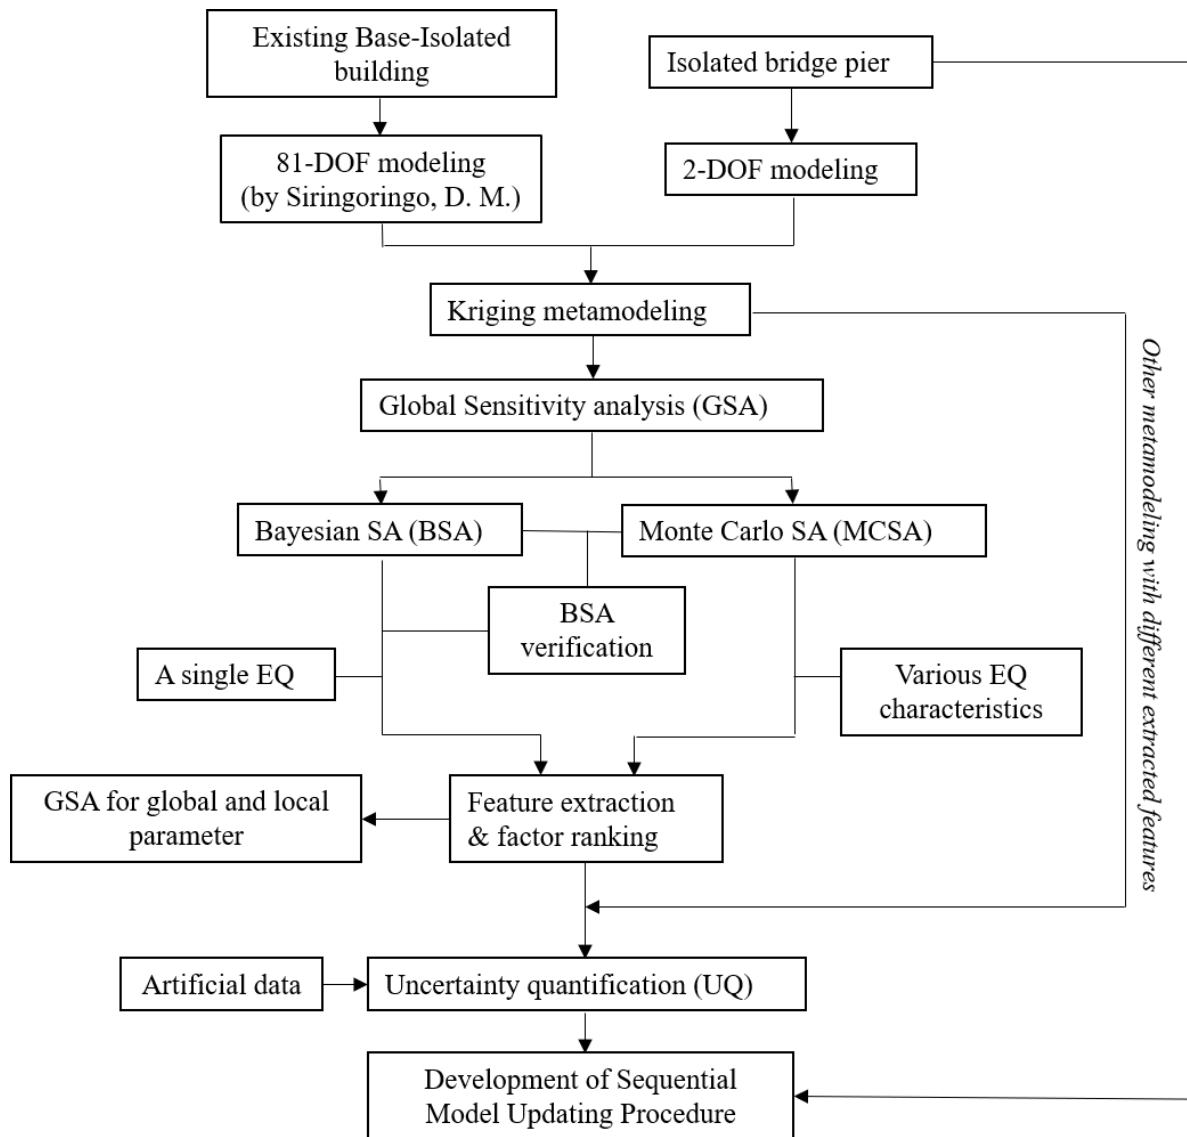 Existing Base-Isolated
building
Isolated bridge pier
81-DOF modeling
(by Siringoringo, D. M.)
2-DOF modeling
Kriging metamodeling
Other metamodeling with different extracted features
Global Sensitivity analysis (GSA)
Bayesian SA (BSA)
Monte Carlo SA (MCSA)
BSA
verification
A single EQ
Various EQ
characteristics
GSA for global and local
parameter
Feature extraction
& factor ranking
Artificial data
Uncertainty quantification (UQ)
Development of Sequential
Model Updating Procedure